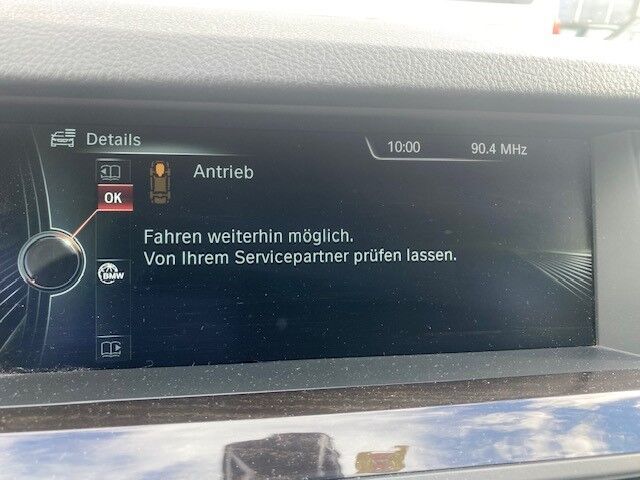 Details
10:00
90.4 MHz
Antrieb
OK
Fahren weiterhin möglich.
Von Ihrem Servicepartner prüfen lassen.
BMW